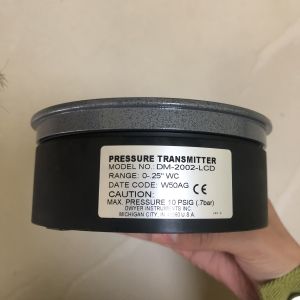 PRESSURE TRANSMITTER
MODEL NO. DM-2002-LCD
RANGE: 0-.25" WC
DATE CODE: W50AG CE
CAUTION:
MAX. PRESSURE 10 PSIG (.7bar)
DWYER INSTRUMENTS INC.
MICHIGAN CITY, IN U.S.A.